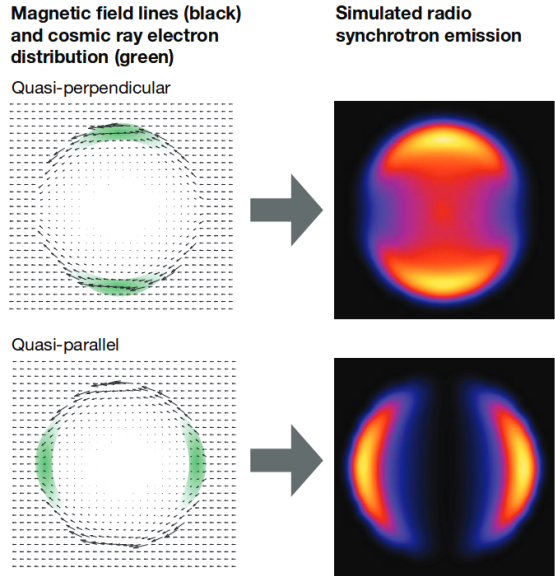 Magnetic field lines (black)
and cosmic ray electron
distribution (green)
Simulated radio
synchrotron emission
Quasi-perpendicular
Quasi-parallel